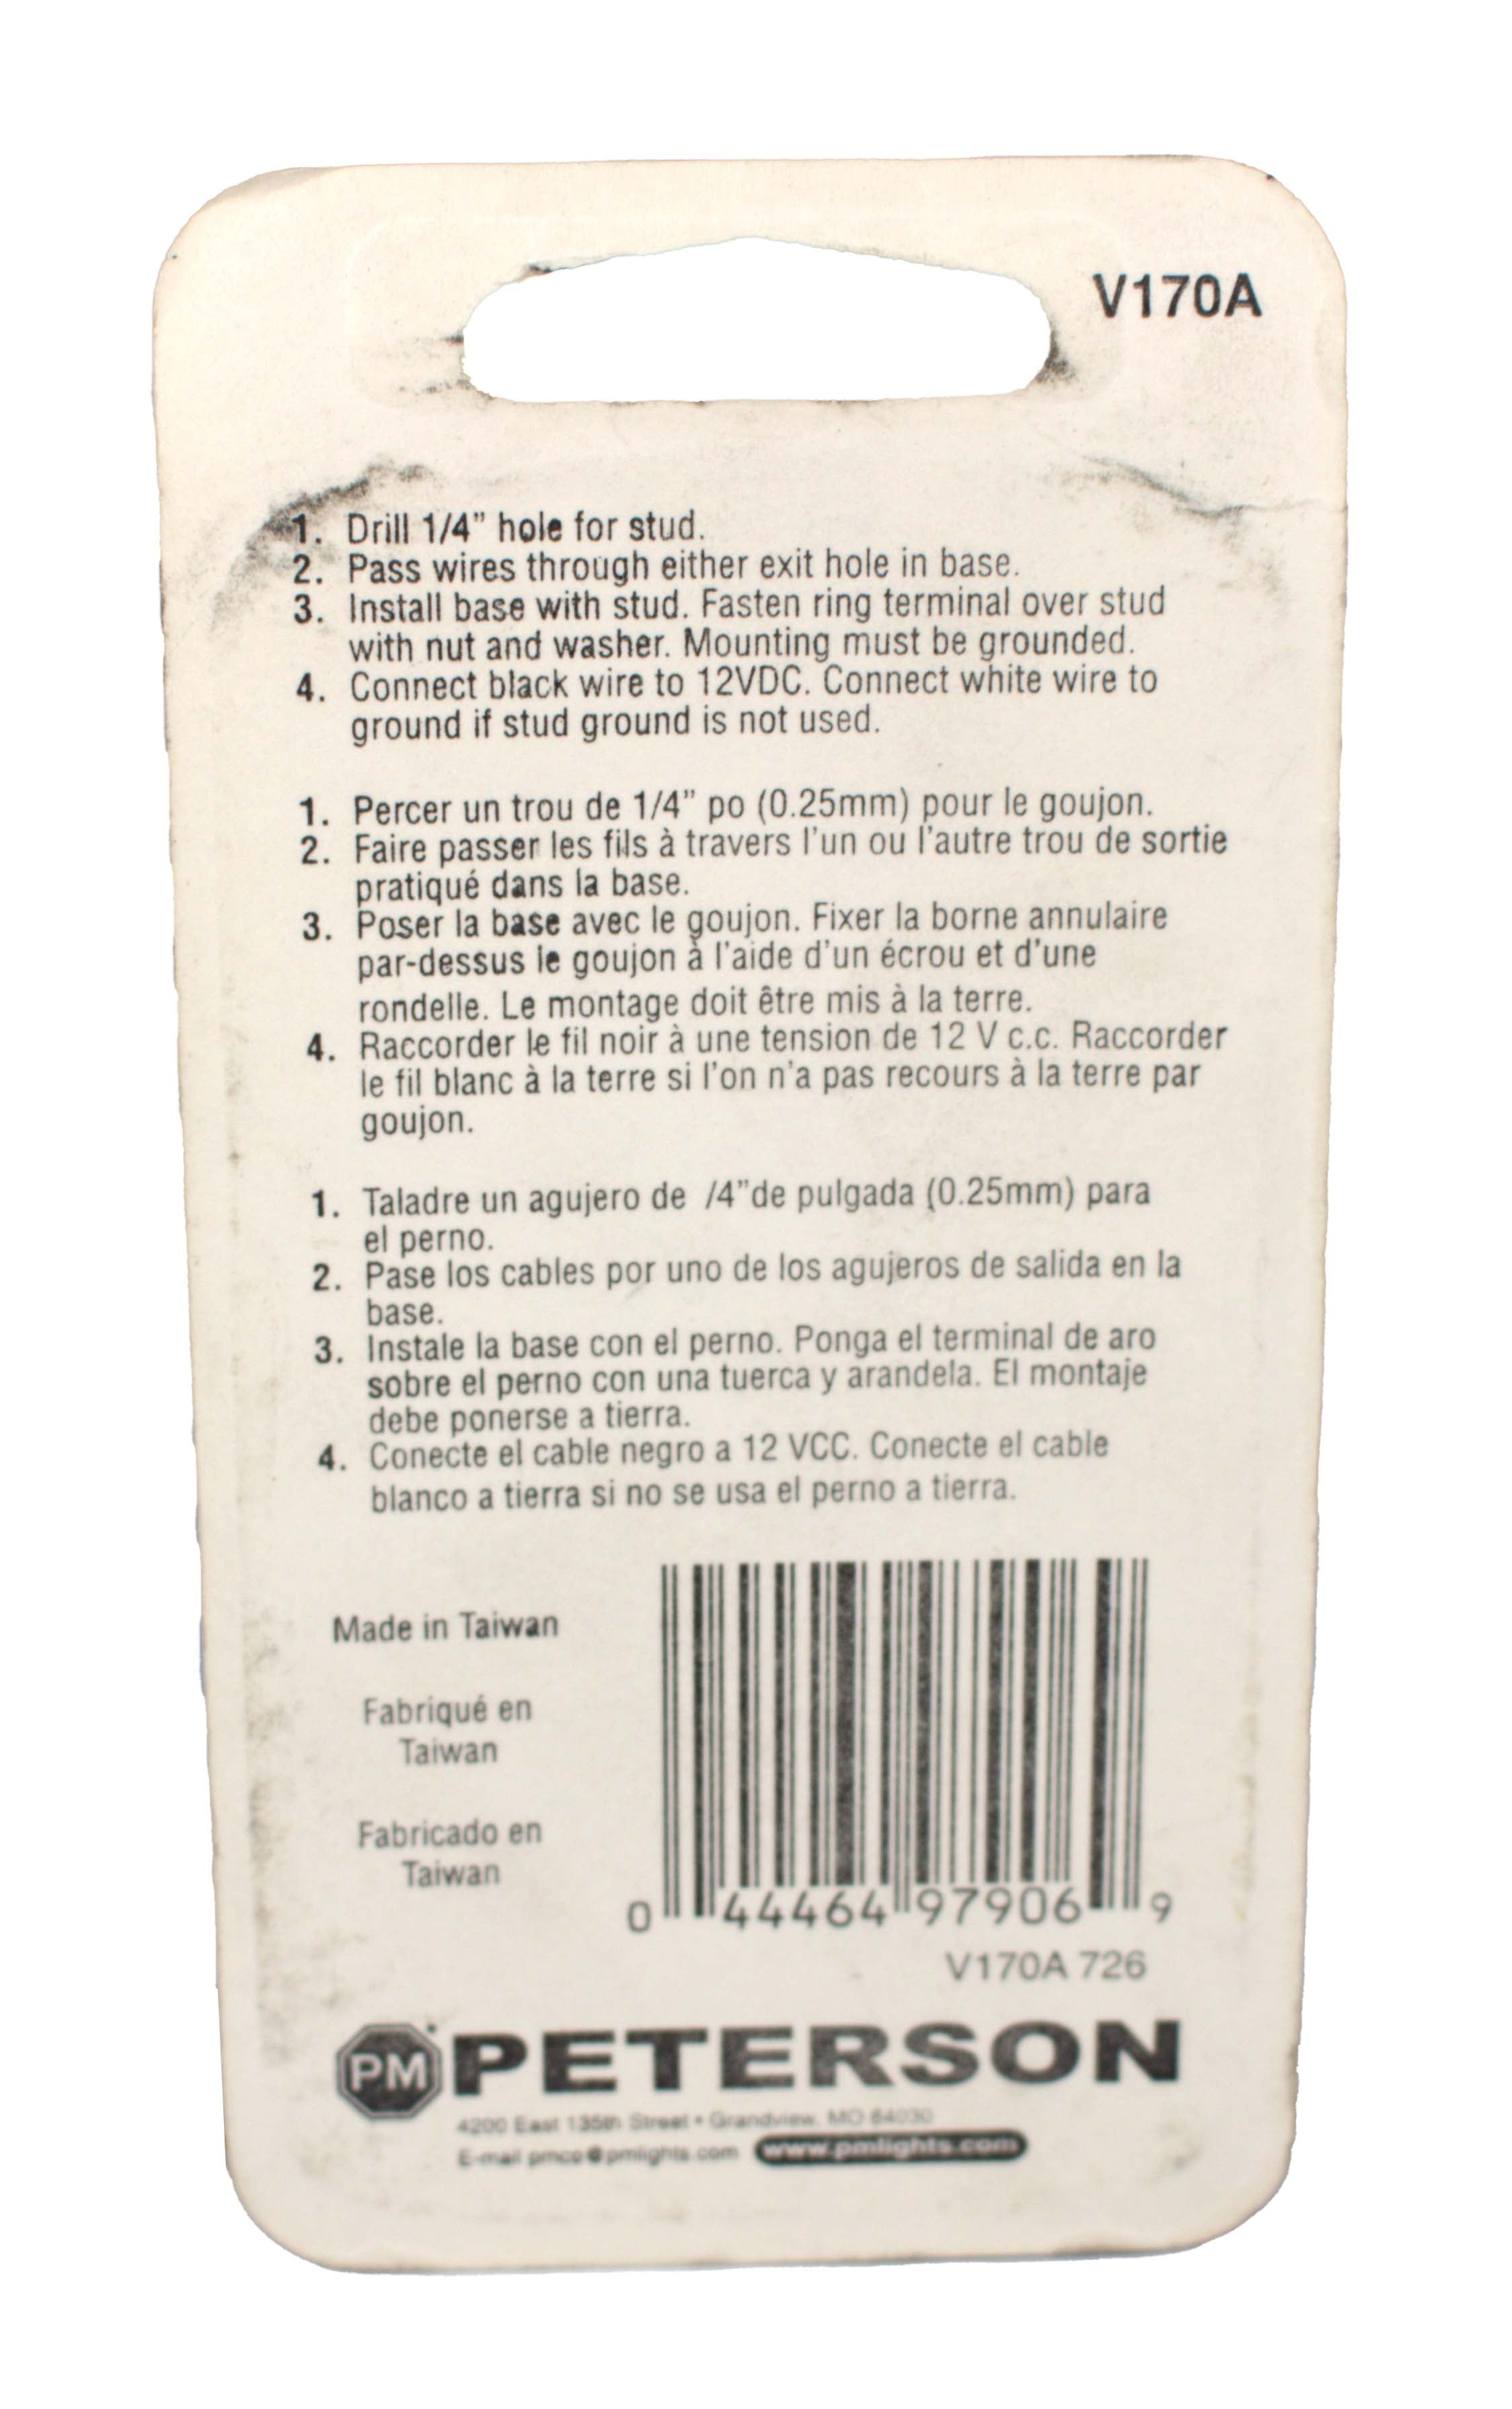 V170A
1. Drill 1/4" hole for stud.
2. Pass wires through either exit hole in base.
3. Install base with stud. Fasten ring terminal over stud
with nut and washer. Mounting must be grounded.
4. Connect black wire to 12VDC. Connect white wire to
ground if stud ground is not used.
1. Percer un trou de 1/4" po (0.25mm) pour le goujon.
2. Faire passer les fils à travers l'un ou l'autre trou de sortie
pratiqué dans la base.
3. Poser la base avec le goujon. Fixer la borne annulaire
par-dessus le goujon à l'aide d'un écrou et d'une
rondelle. Le montage doit être mis à la terre.
4. Raccorder le fil noir à une tension de 12 V c.c. Raccorder
le fil blanc à la terre si l'on n'a pas recours à la terre par
goujon.
1. Taladre un agujero de /4"de pulgada (0.25mm) para
el perno.
2. Pase los cables por uno de los agujeros de salida en la
base.
3. Instale la base con el perno. Ponga el terminal de aro
sobre el perno con una tuerca y arandela. El montaje
debe ponerse a tierra.
4. Conecte el cable negro a 12 VCC. Conecte el cable
blanco a tierra si no se usa el perno a tierra.
Made in Taiwan
Fabriqué en
Taiwan
Fabricado en
Taiwan
0 44464 97906 9
V170A 726
PM PETERSON
4200 East 135th Street • Grandview, MO 64030
E-mail pmco@pmlights.com www.pmlights.com